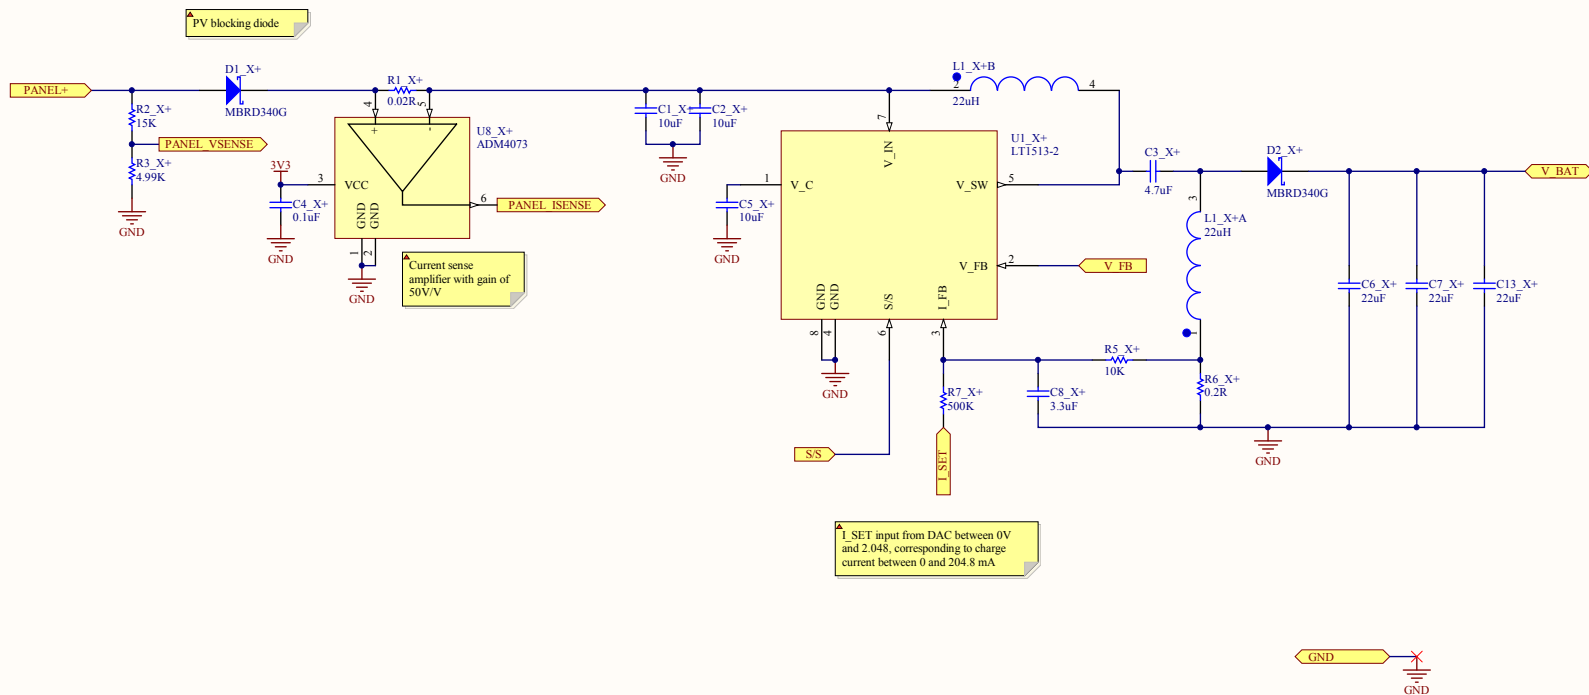 PV blocking diode
PANEL+
D1_X+
MBRD340G
R2_X+
15K
PANEL_VSENSE
R3_X+
4.99K
GND
R1_X+
0.02R
4
5
+
-
U8_X+
ADM4073
3V3
3
VCC
C4_X+
0.1uF
GND
GND
GND
1
2
GND
6
PANEL_ISENSE
Current sense
amplifier with gain of
50V/V
C1_X+
10uF
C2_X+
10uF
GND
L1_X+B
2
4
22uH
7
V_IN
U1_X+
LT1513-2
1
V_C
C5_X+
10uF
GND
V_SW
5
V_FB
2
V_FB
GND
GND
S/S
I_FB
8
4
6
3
GND
C3_X+
4.7uF
D2_X+
MBRD340G
V_BAT
3
L1_X+A
22uH
1
C6_X+
22uF
C7_X+
22uF
C13_X+
22uF
R5_X+
10K
R7_X+
500K
C8_X+
3.3uF
R6_X+
0.2R
GND
S/S
I_SET
I_SET input from DAC between 0V
and 2.048, corresponding to charge
current between 0 and 204.8 mA
GND
GND